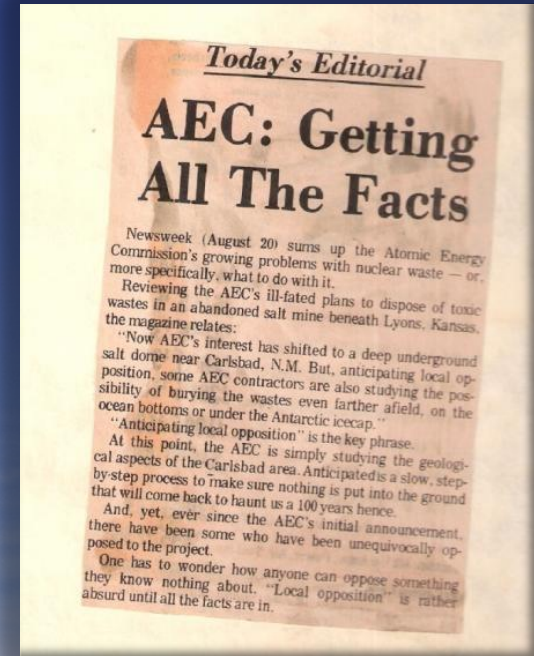 Today's Editorial
AEC: Getting
All The Facts
Newsweek (August 20) sums up the Atomic Energy
Commission's growing problems with nuclear waste — or,
more specifically, what to do with it.
Reviewing the AEC's ill-fated plans to dispose of toxic
wastes in an abandoned salt mine beneath Lyons, Kansas,
the magazine relates:
"Now AEC's interest has shifted to a deep underground
salt dome near Carlsbad, N.M. But, anticipating local op-
position, some AEC contractors are also studying the pos-
sibility of burying the wastes even farther afield, on the
ocean bottoms or under the Antarctic icecap."
"Anticipating local opposition" is the key phrase.
At this point, the AEC is simply studying the geologi-
cal aspects of the Carlsbad area. Anticipated is a slow, step-
by-step process to make sure nothing is put into the ground
that will come back to haunt us a 100 years hence.
And, yet, ever since the AEC's initial announcement,
there have been some who have been unequivocally op-
posed to the project.
One has to wonder how anyone can oppose something
they know nothing about. "Local opposition" is rather
absurd until all the facts are in.